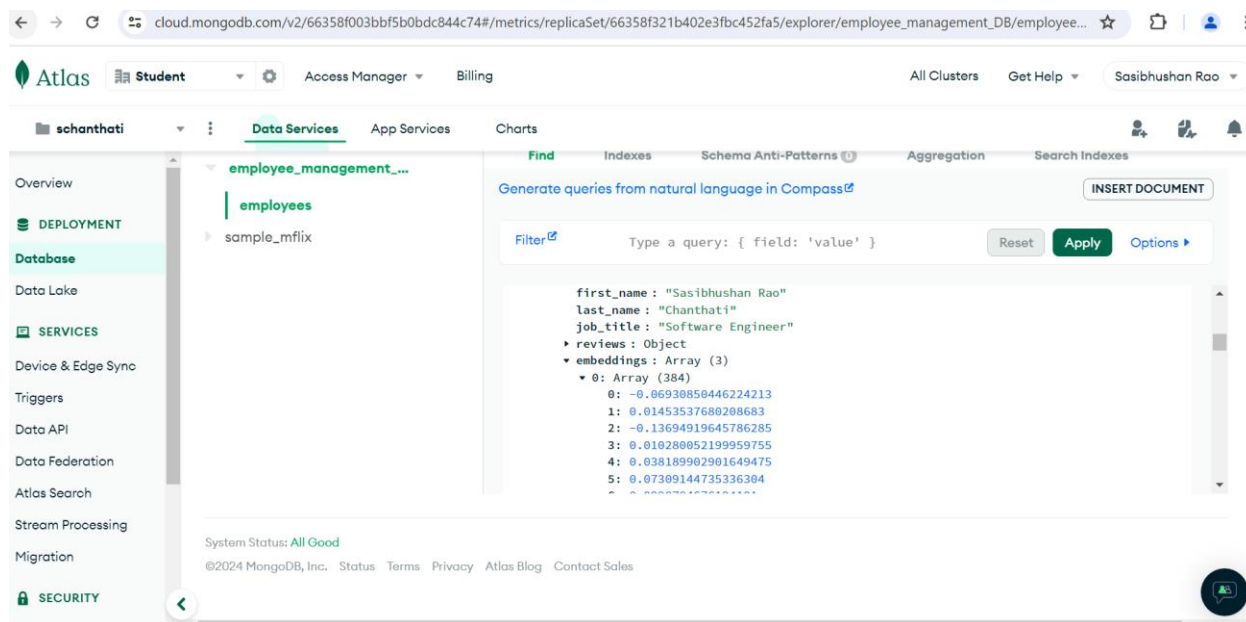 cloud.mongodb.com/v2/66358f003bbf5b0bdc844c74#/metrics/replicaSet/66358f321b402e3fbc452fa5/explorer/employee_management_DB/employee...
Atlas Student Access Manager Billing All Clusters Get Help Sasibhushan Rao
schanthati Data Services App Services Charts
Find Indexes Schema Anti-Patterns 0 Aggregation Search Indexes
Overview
DEPLOYMENT
Database
Data Lake
SERVICES
Device & Edge Sync
Triggers
Data API
Data Federation
Atlas Search
Stream Processing
Migration
SECURITY
employee_management_...
employees
sample_mflix
Generate queries from natural language in Compass
INSERT DOCUMENT
Filter Type a query: { field: 'value' } Reset Apply Options
first_name : "Sasibhushan Rao"
last_name : "Chanthati"
job_title : "Software Engineer"
reviews : Object
embeddings : Array (3)
0: Array (384)
0: -0.06930850446224213
1: 0.01453537680208683
2: -0.13694919645786285
3: 0.010280052199959755
4: 0.038189902901649475
5: 0.07309144735336304
System Status: All Good
©2024 MongoDB, Inc. Status Terms Privacy Atlas Blog Contact Sales